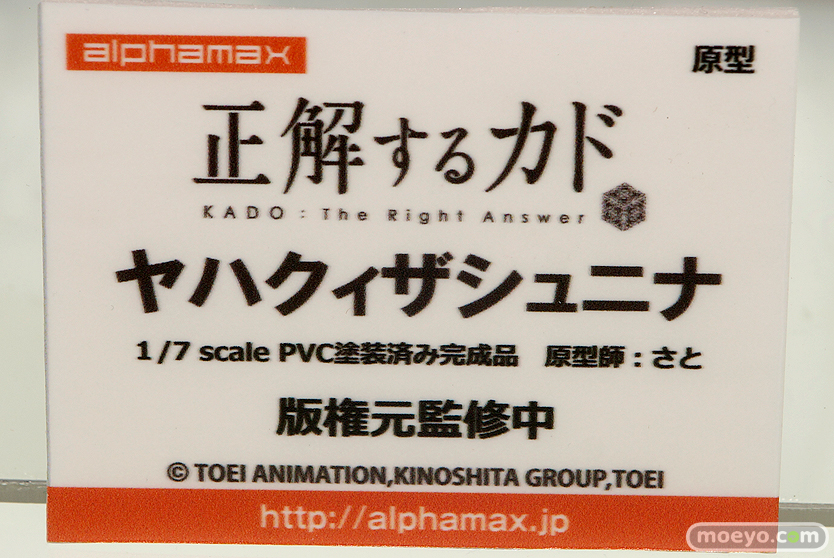 alphamax
原型
正解するカド
KADO : The Right Answer
ヤハクィザシュニナ
1/7 scale PVC塗装済み完成品 原型師：さと
版権元監修中
© TOEI ANIMATION,KINOSHITA GROUP,TOEI
http://alphamax.jp
moeyo.com